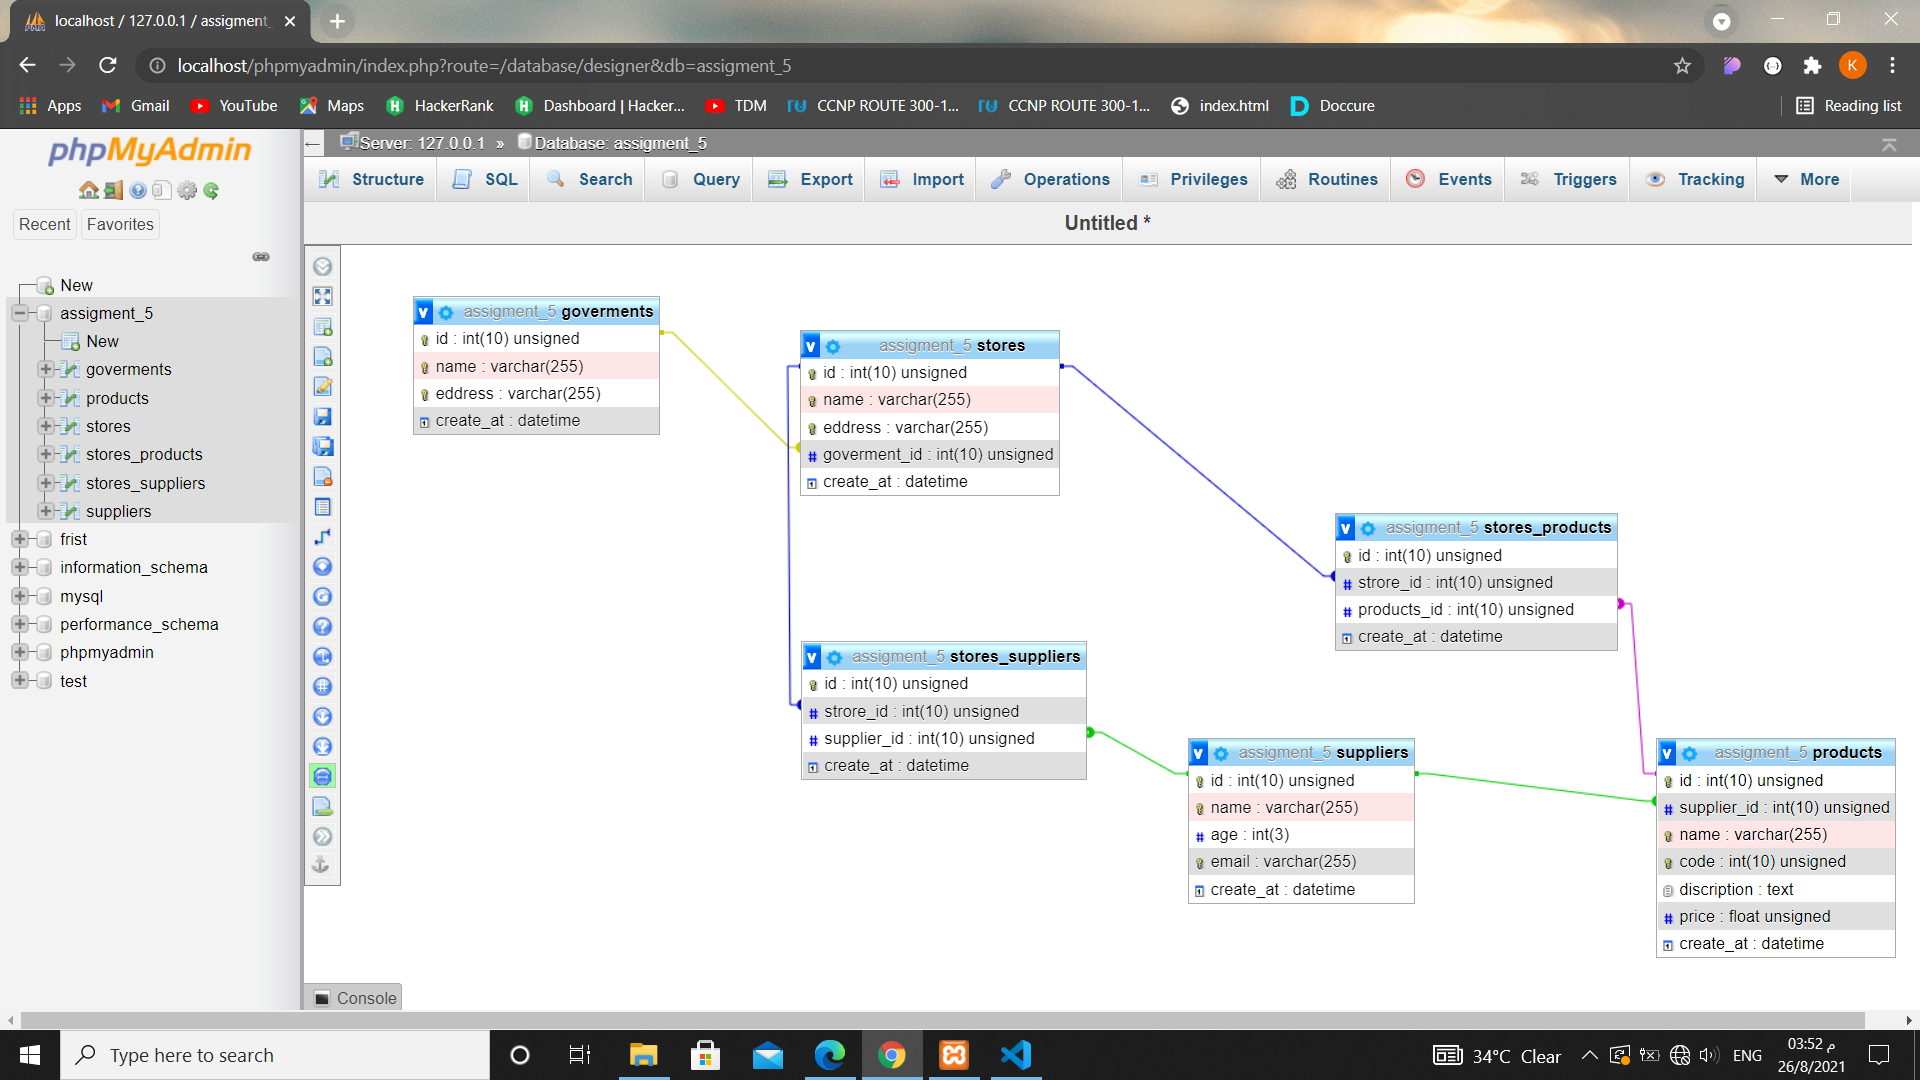 localhost / 127.0.0.1 / assigment_
localhost/phpmyadmin/index.php?route=/database/designer&db=assigment_5
K
Apps Gmail YouTube Maps HackerRank Dashboard | Hacker... TDM CCNP ROUTE 300-1... CCNP ROUTE 300-1... index.html Doccure Reading list
phpMyAdmin
Server: 127.0.0.1 » Database: assigment_5
Structure SQL Search Query Export Import Operations Privileges Routines Events Triggers Tracking More
Recent Favorites
Untitled *
New
assigment_5
New
goverments
products
stores
stores_products
stores_suppliers
suppliers
frist
information_schema
mysql
performance_schema
phpmyadmin
test
v assigment_5 goverments
id : int(10) unsigned
name : varchar(255)
eddress : varchar(255)
create_at : datetime
v assigment_5 stores
id : int(10) unsigned
name : varchar(255)
eddress : varchar(255)
# goverment_id : int(10) unsigned
create_at : datetime
v assigment_5 stores_products
id : int(10) unsigned
# strore_id : int(10) unsigned
# products_id : int(10) unsigned
create_at : datetime
v assigment_5 stores_suppliers
id : int(10) unsigned
# strore_id : int(10) unsigned
# supplier_id : int(10) unsigned
create_at : datetime
v assigment_5 suppliers
id : int(10) unsigned
name : varchar(255)
# age : int(3)
email : varchar(255)
create_at : datetime
v assigment_5 products
id : int(10) unsigned
# supplier_id : int(10) unsigned
name : varchar(255)
code : int(10) unsigned
discription : text
# price : float unsigned
create_at : datetime
Console
Type here to search
34°C Clear
ENG
03:52 م
26/8/2021